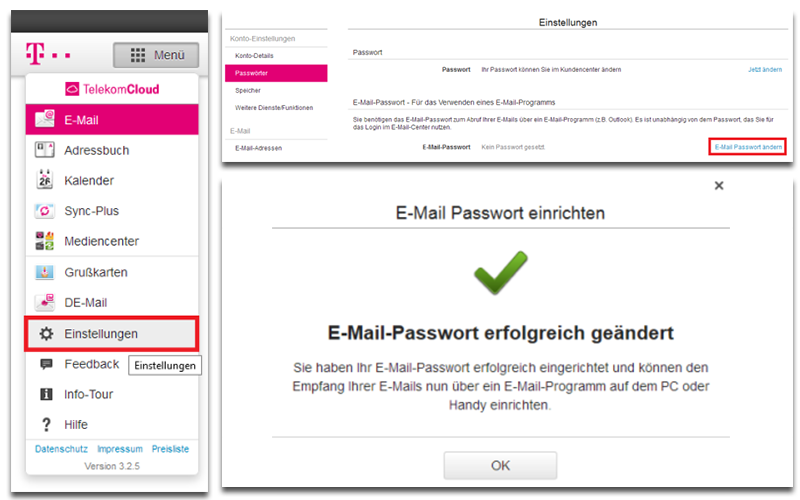 T
Menü
TelekomCloud
E-Mail
Adressbuch
Kalender
Sync-Plus
Mediencenter
Grußkarten
DE-Mail
Einstellungen
Feedback
Einstellungen
Info-Tour
Hilfe
Datenschutz Impressum Preisliste
Version 3.2.5
Einstellungen
Konto-Einstellungen
Konto-Details
Passwörter
Speicher
Weitere Dienste/Funktionen
E-Mail
E-Mail-Adressen
Passwort
Passwort Ihr Passwort können Sie im Kundencenter ändern Jetzt ändern
E-Mail-Passwort - Für das Verwenden eines E-Mail-Programms
Sie benötigen das E-Mail-Passwort zum Abruf Ihrer E-Mails über ein E-Mail-Programm (z.B. Outlook). Es ist unabhängig von dem Passwort, das Sie für
das Login im E-Mail-Center nutzen.
E-Mail-Passwort Kein Passwort gesetzt. E-Mail Passwort ändern
E-Mail Passwort einrichten
E-Mail-Passwort erfolgreich geändert
Sie haben Ihr E-Mail-Passwort erfolgreich eingerichtet und können den
Empfang Ihrer E-Mails nun über ein E-Mail-Programm auf dem PC oder
Handy einrichten.
OK